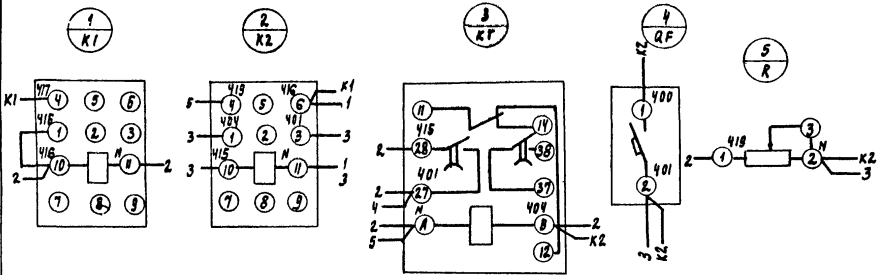 1
K1
2
K2
3
КТ
4
QF
5
R
417
K1 4 5 6
415
1 2 3
416 N
10 11 2
2
7 8 9
419 416 K1
5 4 5 6 1
404 401
3 1 2 3 3
415 N
3 10 11 1
3
7 8 9
11
14
415
2 28 38
401
2 27 37
4
N 404
2 A B 2
5 K2
12
K2
1 400
401
2
3 K2
3
419 N
2 1 2 K2
3